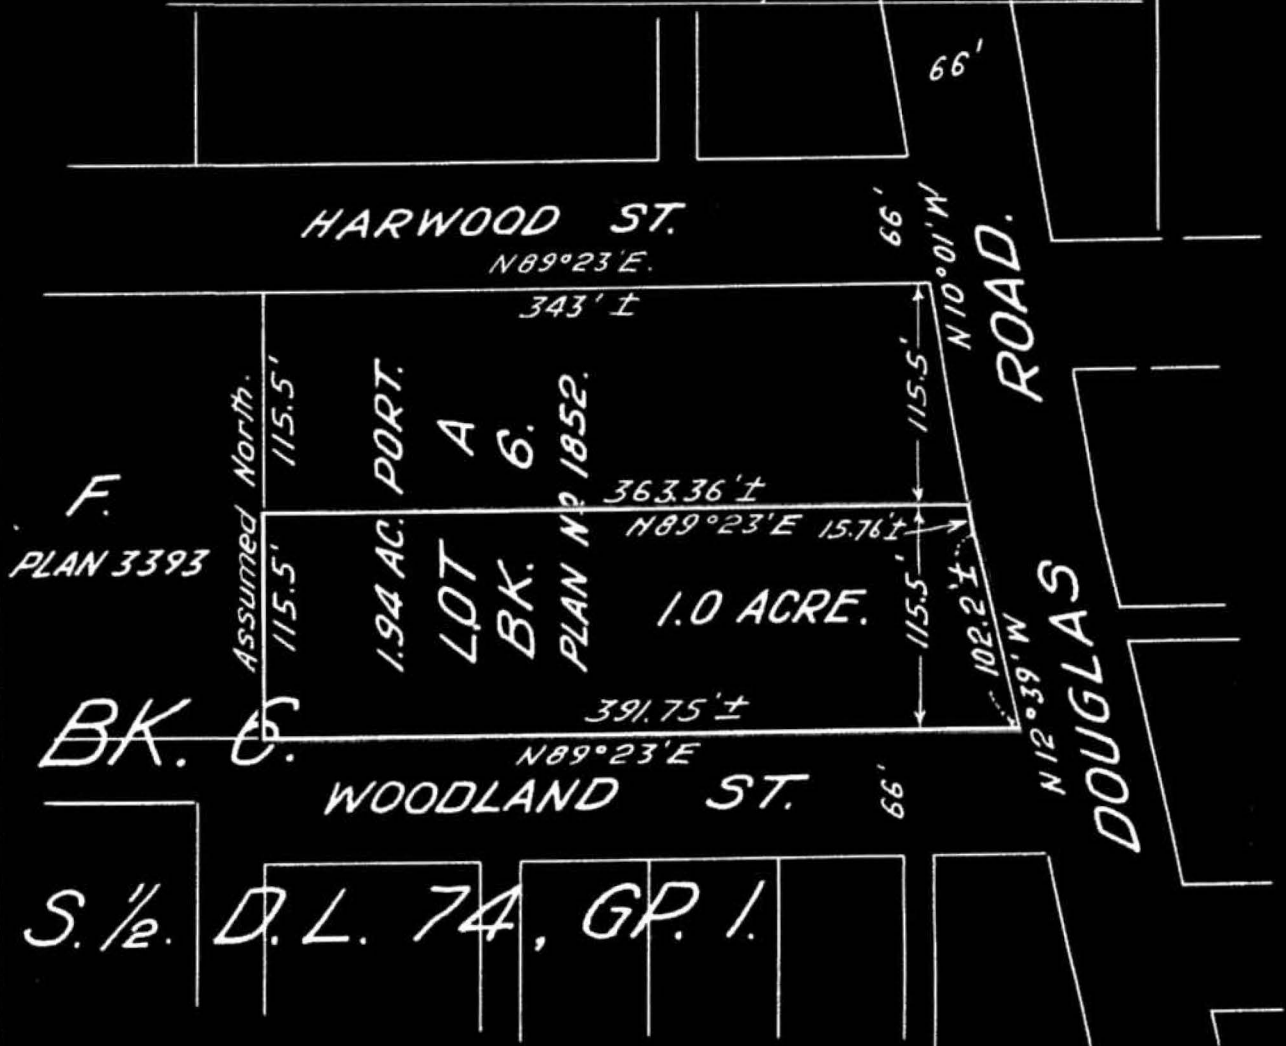 66'
HARWOOD ST.
66'
N89°23'E.
343' ±
N10°01'W
ROAD.
115.5'
115.5'
Assumed North.
1.94 AC. PORT.
LOT A
BK. 6.
PLAN Nº 1852.
F.
PLAN 3393
363.36'±
N89°23'E
15.76'±
115.5'
115.5'
1.0 ACRE.
102.2'±
N12°39'W
DOUGLAS
391.75'±
BK. 6.
N89°23'E
WOODLAND ST.
66'
S. 1/2. D.L. 74, GP. 1.